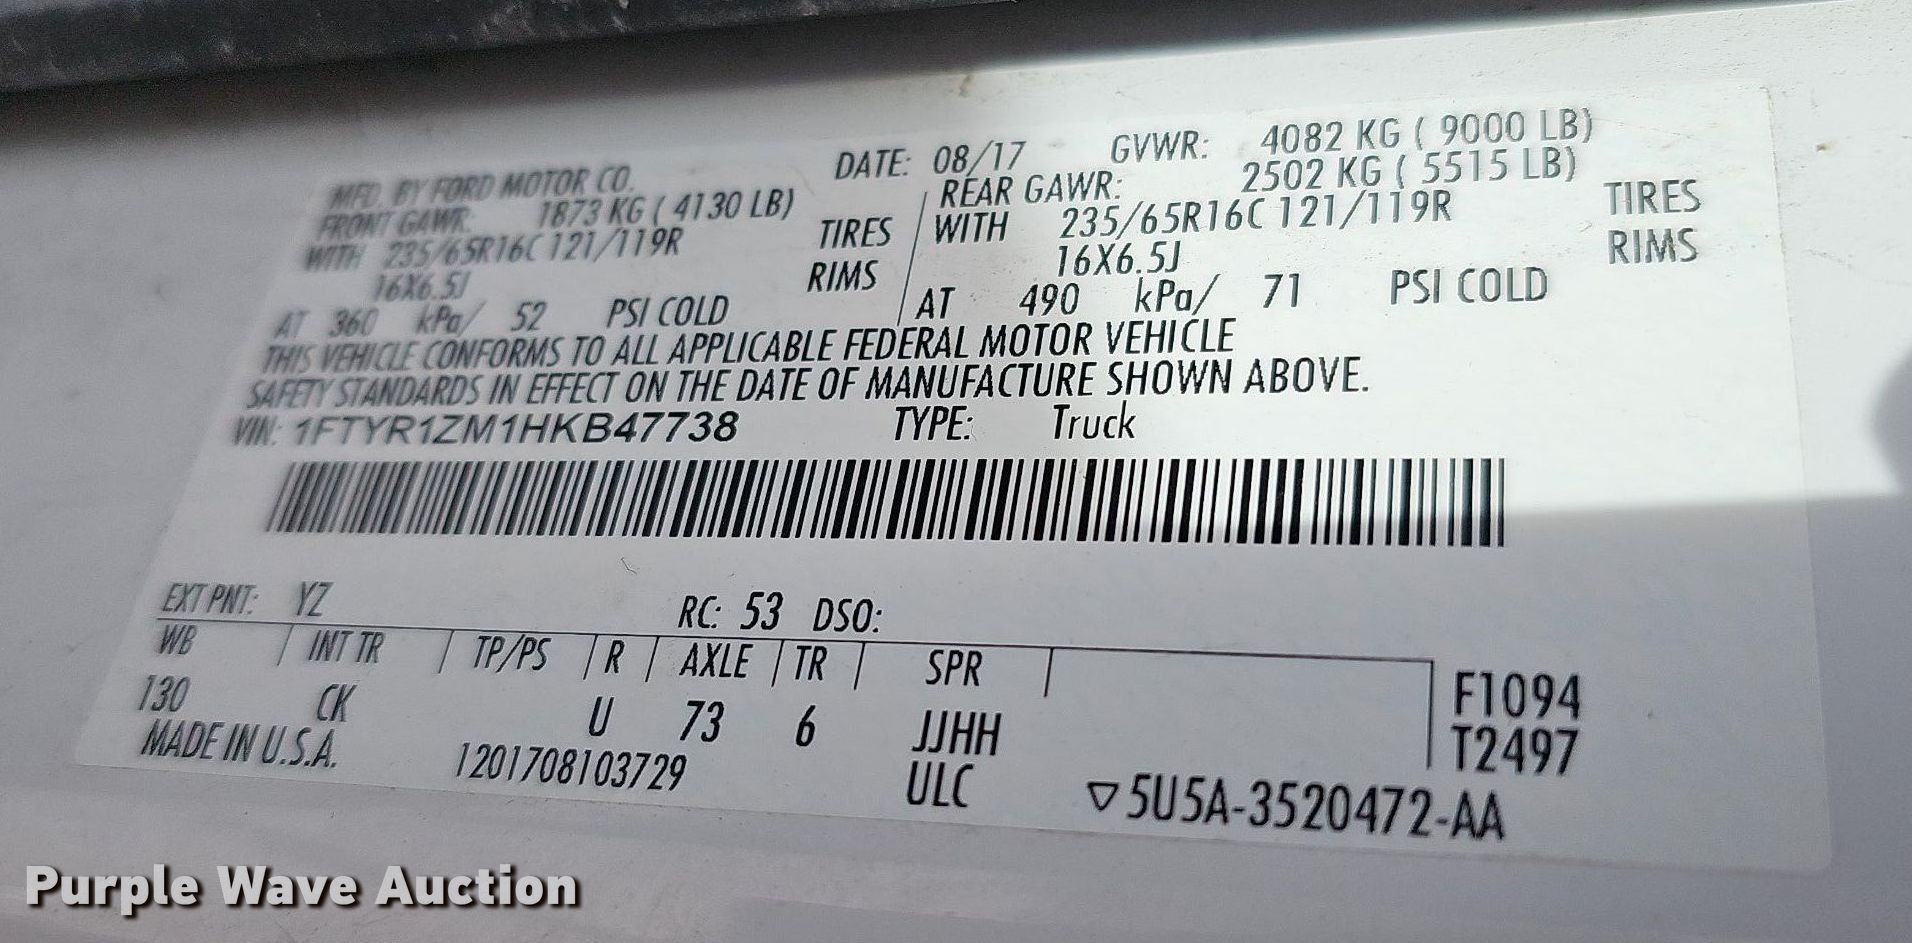 MFD. BY FORD MOTOR CO. DATE: 08/17 GVWR: 4082 KG ( 9000 LB)
FRONT GAWR: 1873 KG ( 4130 LB) REAR GAWR: 2502 KG ( 5515 LB)
WITH 235/65R16C 121/119R TIRES WITH 235/65R16C 121/119R TIRES
16X6.5J RIMS 16X6.5J RIMS
AT 360 kPa/ 52 PSI COLD AT 490 kPa/ 71 PSI COLD
THIS VEHICLE CONFORMS TO ALL APPLICABLE FEDERAL MOTOR VEHICLE
SAFETY STANDARDS IN EFFECT ON THE DATE OF MANUFACTURE SHOWN ABOVE.
VIN: 1FTYR1ZM1HKB47738 TYPE: Truck
EXT PNT: YZ RC: 53 DSO:
WB INT TR TP/PS R AXLE TR SPR F1094
130 CK U 73 6 JJHH T2497
MADE IN U.S.A. 1201708103729 ULC ▽5U5A-3520472-AA
Purple Wave Auction